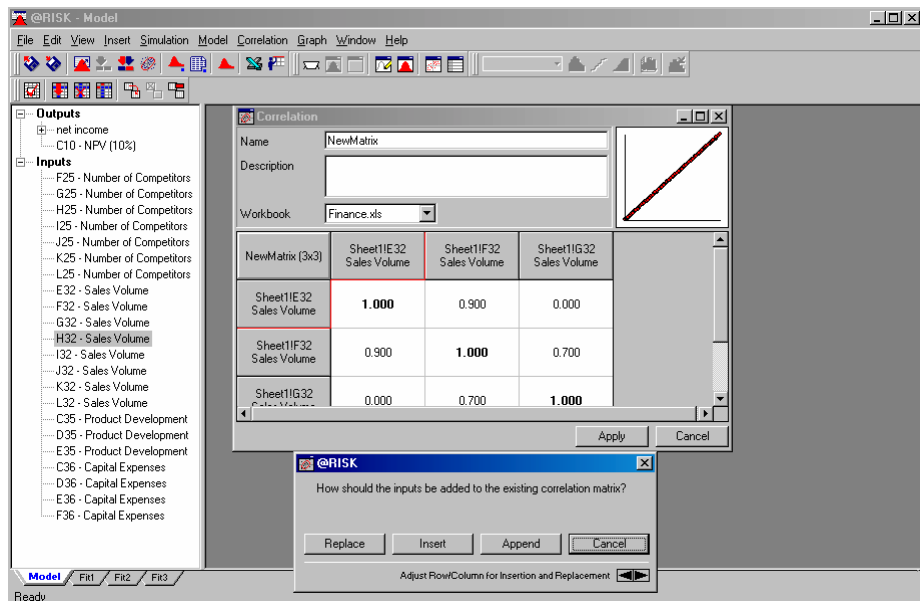 @RISK - Model
File Edit View Insert Simulation Model Correlation Graph Window Help
Outputs
net income
C10 - NPV (10%)
Inputs
F25 - Number of Competitors
G25 - Number of Competitors
H25 - Number of Competitors
I25 - Number of Competitors
J25 - Number of Competitors
K25 - Number of Competitors
L25 - Number of Competitors
E32 - Sales Volume
F32 - Sales Volume
G32 - Sales Volume
H32 - Sales Volume
I32 - Sales Volume
J32 - Sales Volume
K32 - Sales Volume
L32 - Sales Volume
C35 - Product Development
D35 - Product Development
E35 - Product Development
C36 - Capital Expenses
D36 - Capital Expenses
E36 - Capital Expenses
F36 - Capital Expenses
Correlation
Name NewMatrix
Description
Workbook Finance.xls
NewMatrix (3x3) Sheet1!E32 Sales Volume Sheet1!F32 Sales Volume Sheet1!G32 Sales Volume
Sheet1!E32 Sales Volume 1.000 0.900 0.000
Sheet1!F32 Sales Volume 0.900 1.000 0.700
Sheet1!G32 Sales Volume 0.000 0.700 1.000
Apply Cancel
@RISK
How should the inputs be added to the existing correlation matrix?
Replace Insert Append Cancel
Adjust Row/Column for Insertion and Replacement
Model Fit1 Fit2 Fit3
Ready